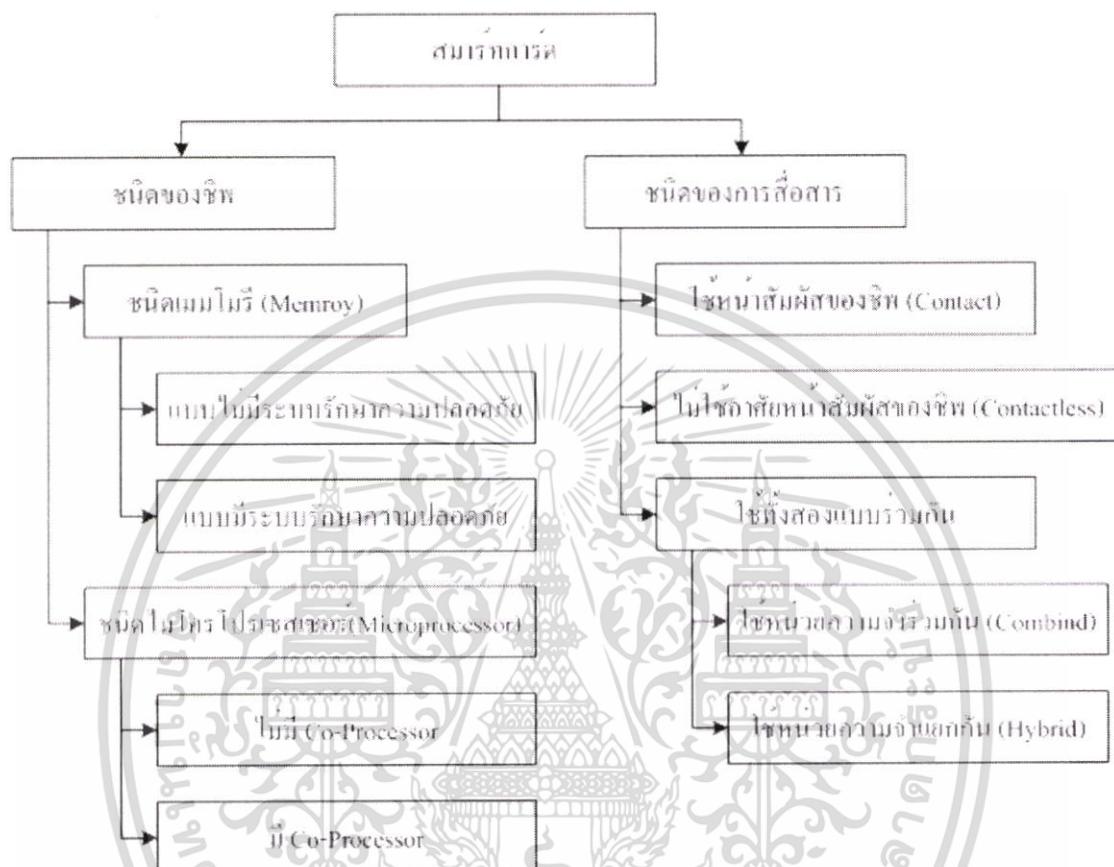 สมาร์ทการ์ด
ชนิดของชิพ
ชนิดของการสื่อสาร
ชนิดเมมโมรี (Memroy)
ใช้หน้าสัมผัสของชิพ (Contact)
แบบไม่มีระบบรักษาความปลอดภัย
ไม่ใช้อาศัยหน้าสัมผัสของชิพ (Contactless)
แบบมีระบบรักษาความปลอดภัย
ใช้ทั้งสองแบบร่วมกัน
ชนิดไมโครโปรเซสเซอร์(Microprocessor)
ใช้หน่วยความจำร่วมกัน (Combind)
ไม่มี Co-Processor
ใช้หน่วยความจำแยกกัน (Hybrid)
มี Co-Processor